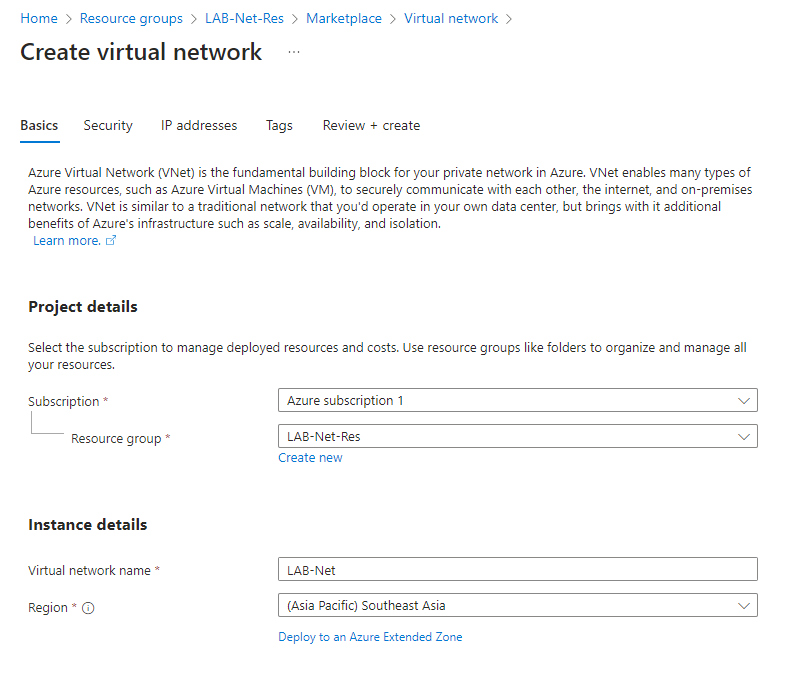 Home > Resource groups > LAB-Net-Res > Marketplace > Virtual network >
Create virtual network ...
Basics Security IP addresses Tags Review + create
Azure Virtual Network (VNet) is the fundamental building block for your private network in Azure. VNet enables many types of
Azure resources, such as Azure Virtual Machines (VM), to securely communicate with each other, the internet, and on-premises
networks. VNet is similar to a traditional network that you'd operate in your own data center, but brings with it additional
benefits of Azure's infrastructure such as scale, availability, and isolation.
Learn more.
Project details
Select the subscription to manage deployed resources and costs. Use resource groups like folders to organize and manage all
your resources.
Subscription * Azure subscription 1
Resource group * LAB-Net-Res
Create new
Instance details
Virtual network name * LAB-Net
Region * (Asia Pacific) Southeast Asia
Deploy to an Azure Extended Zone